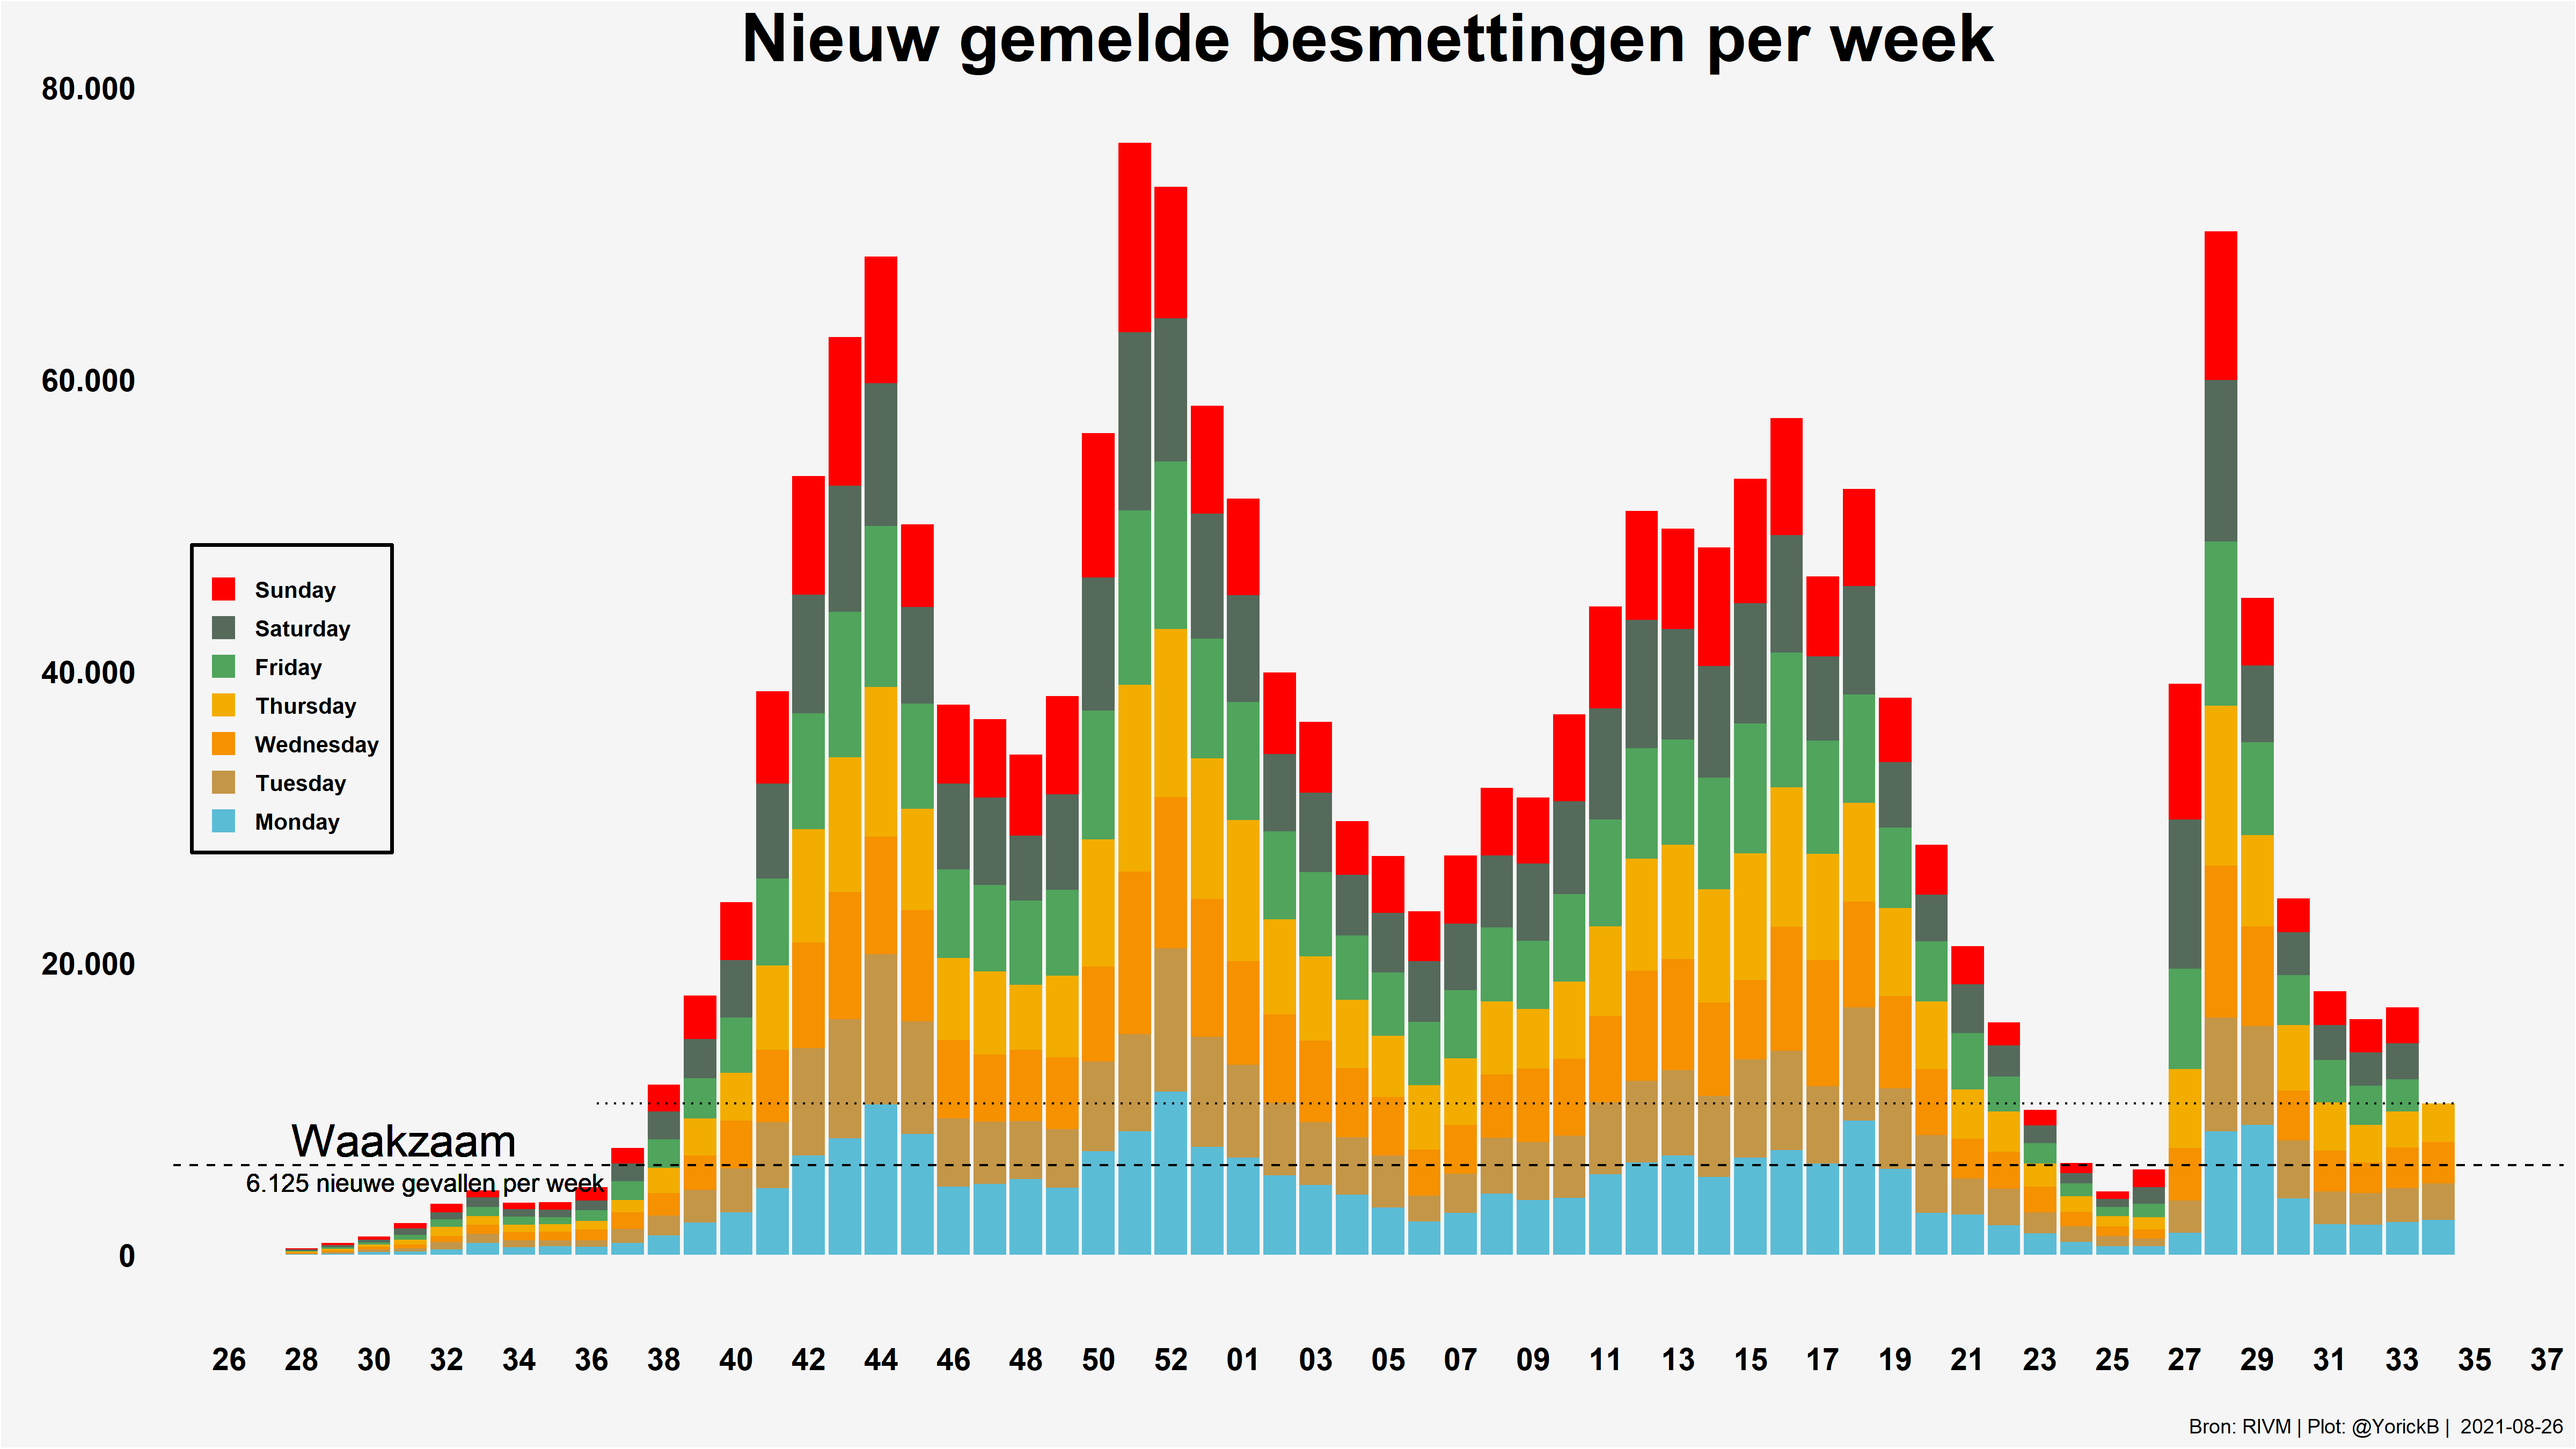 Nieuw gemelde besmettingen per week
80.000
60.000
40.000
20.000
0
Sunday
Saturday
Friday
Thursday
Wednesday
Tuesday
Monday
Waakzaam
6.125 nieuwe gevallen per week
26 28 30 32 34 36 38 40 42 44 46 48 50 52 01 03 05 07 09 11 13 15 17 19 21 23 25 27 29 31 33 35 37
Bron: RIVM | Plot: @YorickB | 2021-08-26